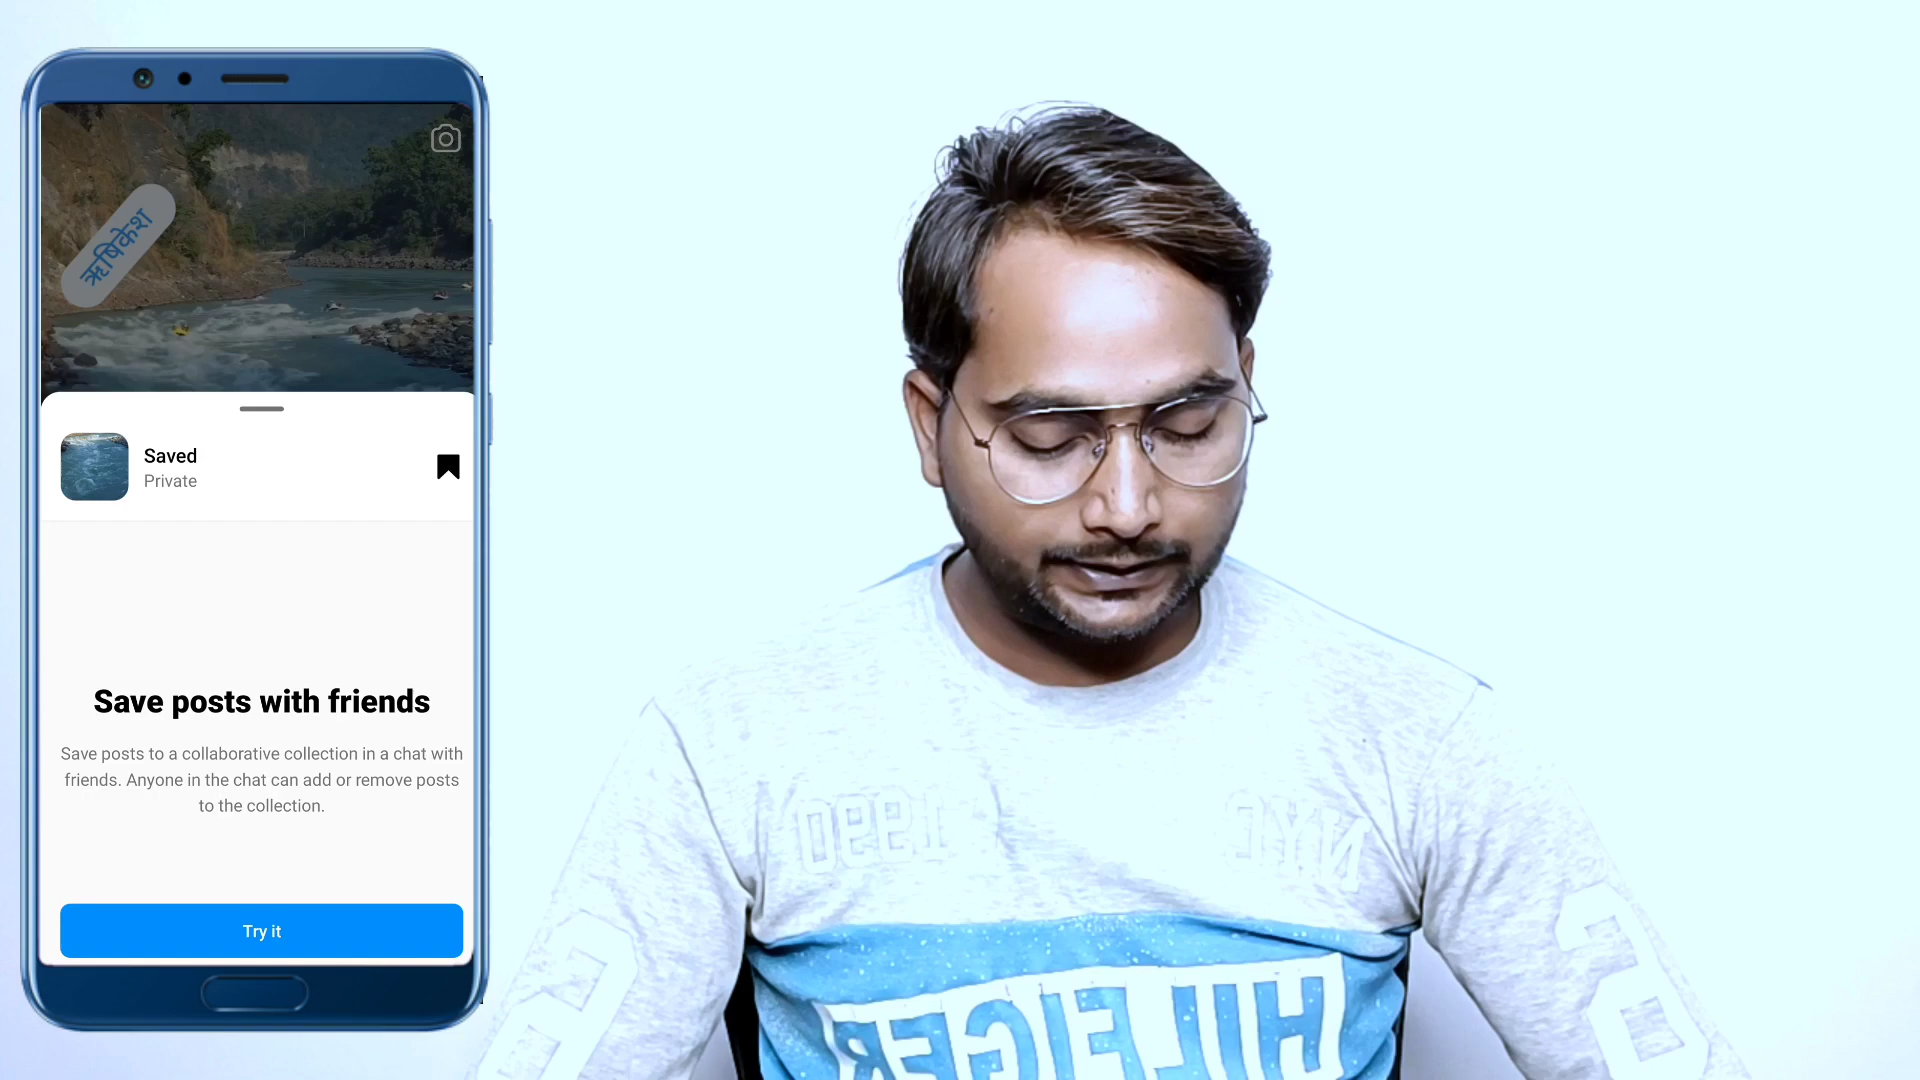 ऋषिकेश
Saved
Private
Save posts with friends
Save posts to a collaborative collection in a chat with
friends. Anyone in the chat can add or remove posts
to the collection.
Try it
1990 NYC
HILFIGER